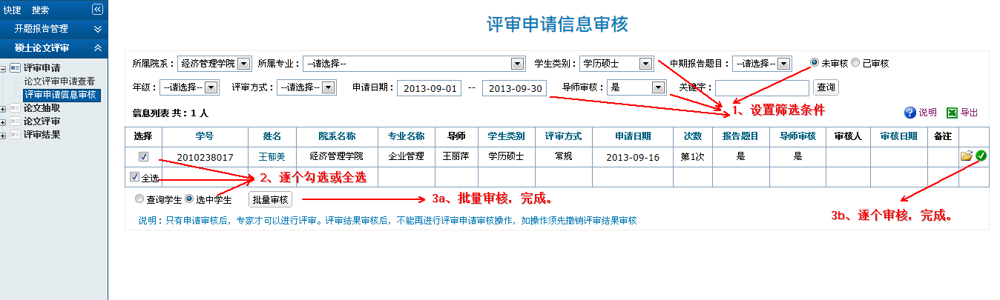 快捷 搜索
开题报告管理
硕士论文评审
评审申请
论文评审申请查看
评审申请信息审核
论文抽取
论文评审
评审结果
评审申请信息审核
所属院系： 经济管理学院 所属专业： --请选择-- 学生类别： 学历硕士 中期报告题目： --请选择-- 未审核 已审核
年级： --请选择-- 评审方式： --请选择-- 申请日期： 2013-09-01 -- 2013-09-30 导师审核： 是 关键字： 查询
1、设置筛选条件
信息列表 共：1 人 说明 导出
选择 学号 姓名 院系名称 专业名称 导师 学生类别 评审方式 申请日期 次数 报告题目 导师审核 审核人 审核日期 备注
2010238017 王郁美 经济管理学院 企业管理 王丽萍 学历硕士 常规 2013-09-16 第1次 是 是
全选 2、逐个勾选或全选
查询学生 选中学生 批量审核 3a、批量审核，完成。
3b、逐个审核，完成。
说明：只有申请审核后，专家才可以进行评审。评审结果审核后，不能再进行评审申请审核操作，如操作须先撤销评审结果审核